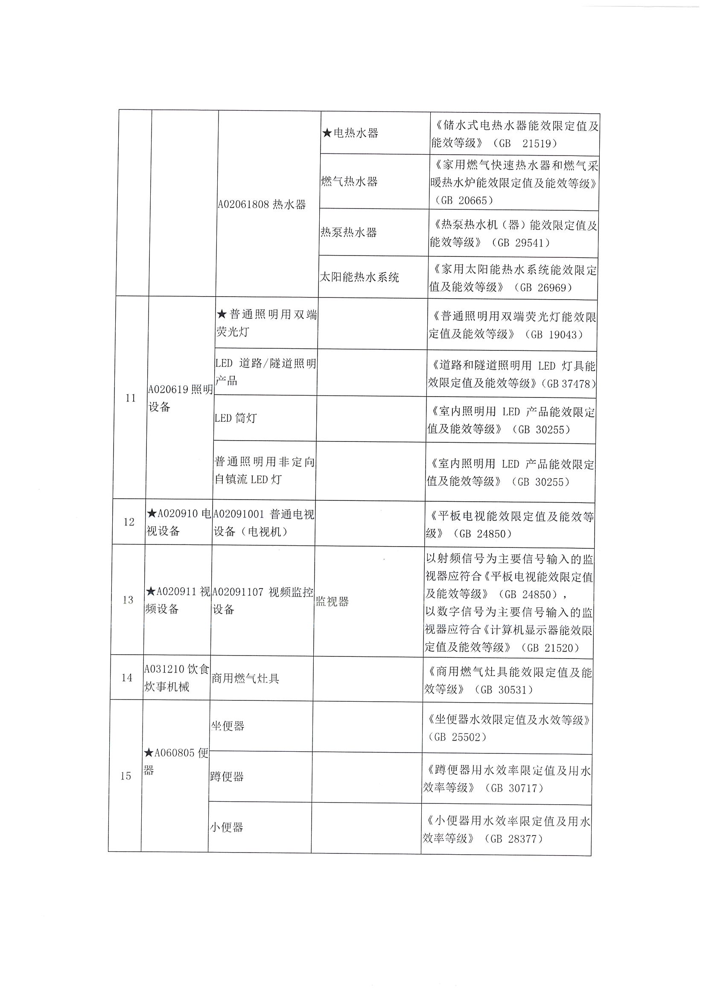 ★电热水器
《储水式电热水器能效限定值及
能效等级》（GB 21519）
A02061808 热水器
燃气热水器
《家用燃气快速热水器和燃气采
暖热水炉能效限定值及能效等级》
（GB 20665）
热泵热水器
《热泵热水机（器）能效限定值及
能效等级》（GB 29541）
太阳能热水系统
《家用太阳能热水系统能效限定
值及能效等级》（GB 26969）
11
A020619 照明
设备
★普通照明用双端
荧光灯
《普通照明用双端荧光灯能效限
定值及能效等级》（GB 19043）
LED 道路/隧道照明
产品
《道路和隧道照明用 LED 灯具能
效限定值及能效等级》（GB 37478）
LED 筒灯
《室内照明用 LED 产品能效限定
值及能效等级》（GB 30255）
普通照明用非定向
自镇流 LED 灯
《室内照明用 LED 产品能效限定
值及能效等级》（GB 30255）
12
★A020910 电
视设备
A02091001 普通电视
设备（电视机）
《平板电视能效限定值及能效等
级》（GB 24850）
13
★A020911 视
频设备
A02091107 视频监控
设备
监视器
以射频信号为主要信号输入的监
视器应符合《平板电视能效限定值
及能效等级》（GB 24850），
以数字信号为主要信号输入的监
视器应符合《计算机显示器能效限
定值及能效等级》（GB 21520）
14
A031210 饮食
炊事机械
商用燃气灶具
《商用燃气灶具能效限定值及能
效等级》（GB 30531）
15
★A060805 便
器
坐便器
《坐便器水效限定值及水效等级》
（GB 25502）
蹲便器
《蹲便器用水效率限定值及用水
效率等级》（GB 30717）
小便器
《小便器用水效率限定值及用水
效率等级》（GB 28377）